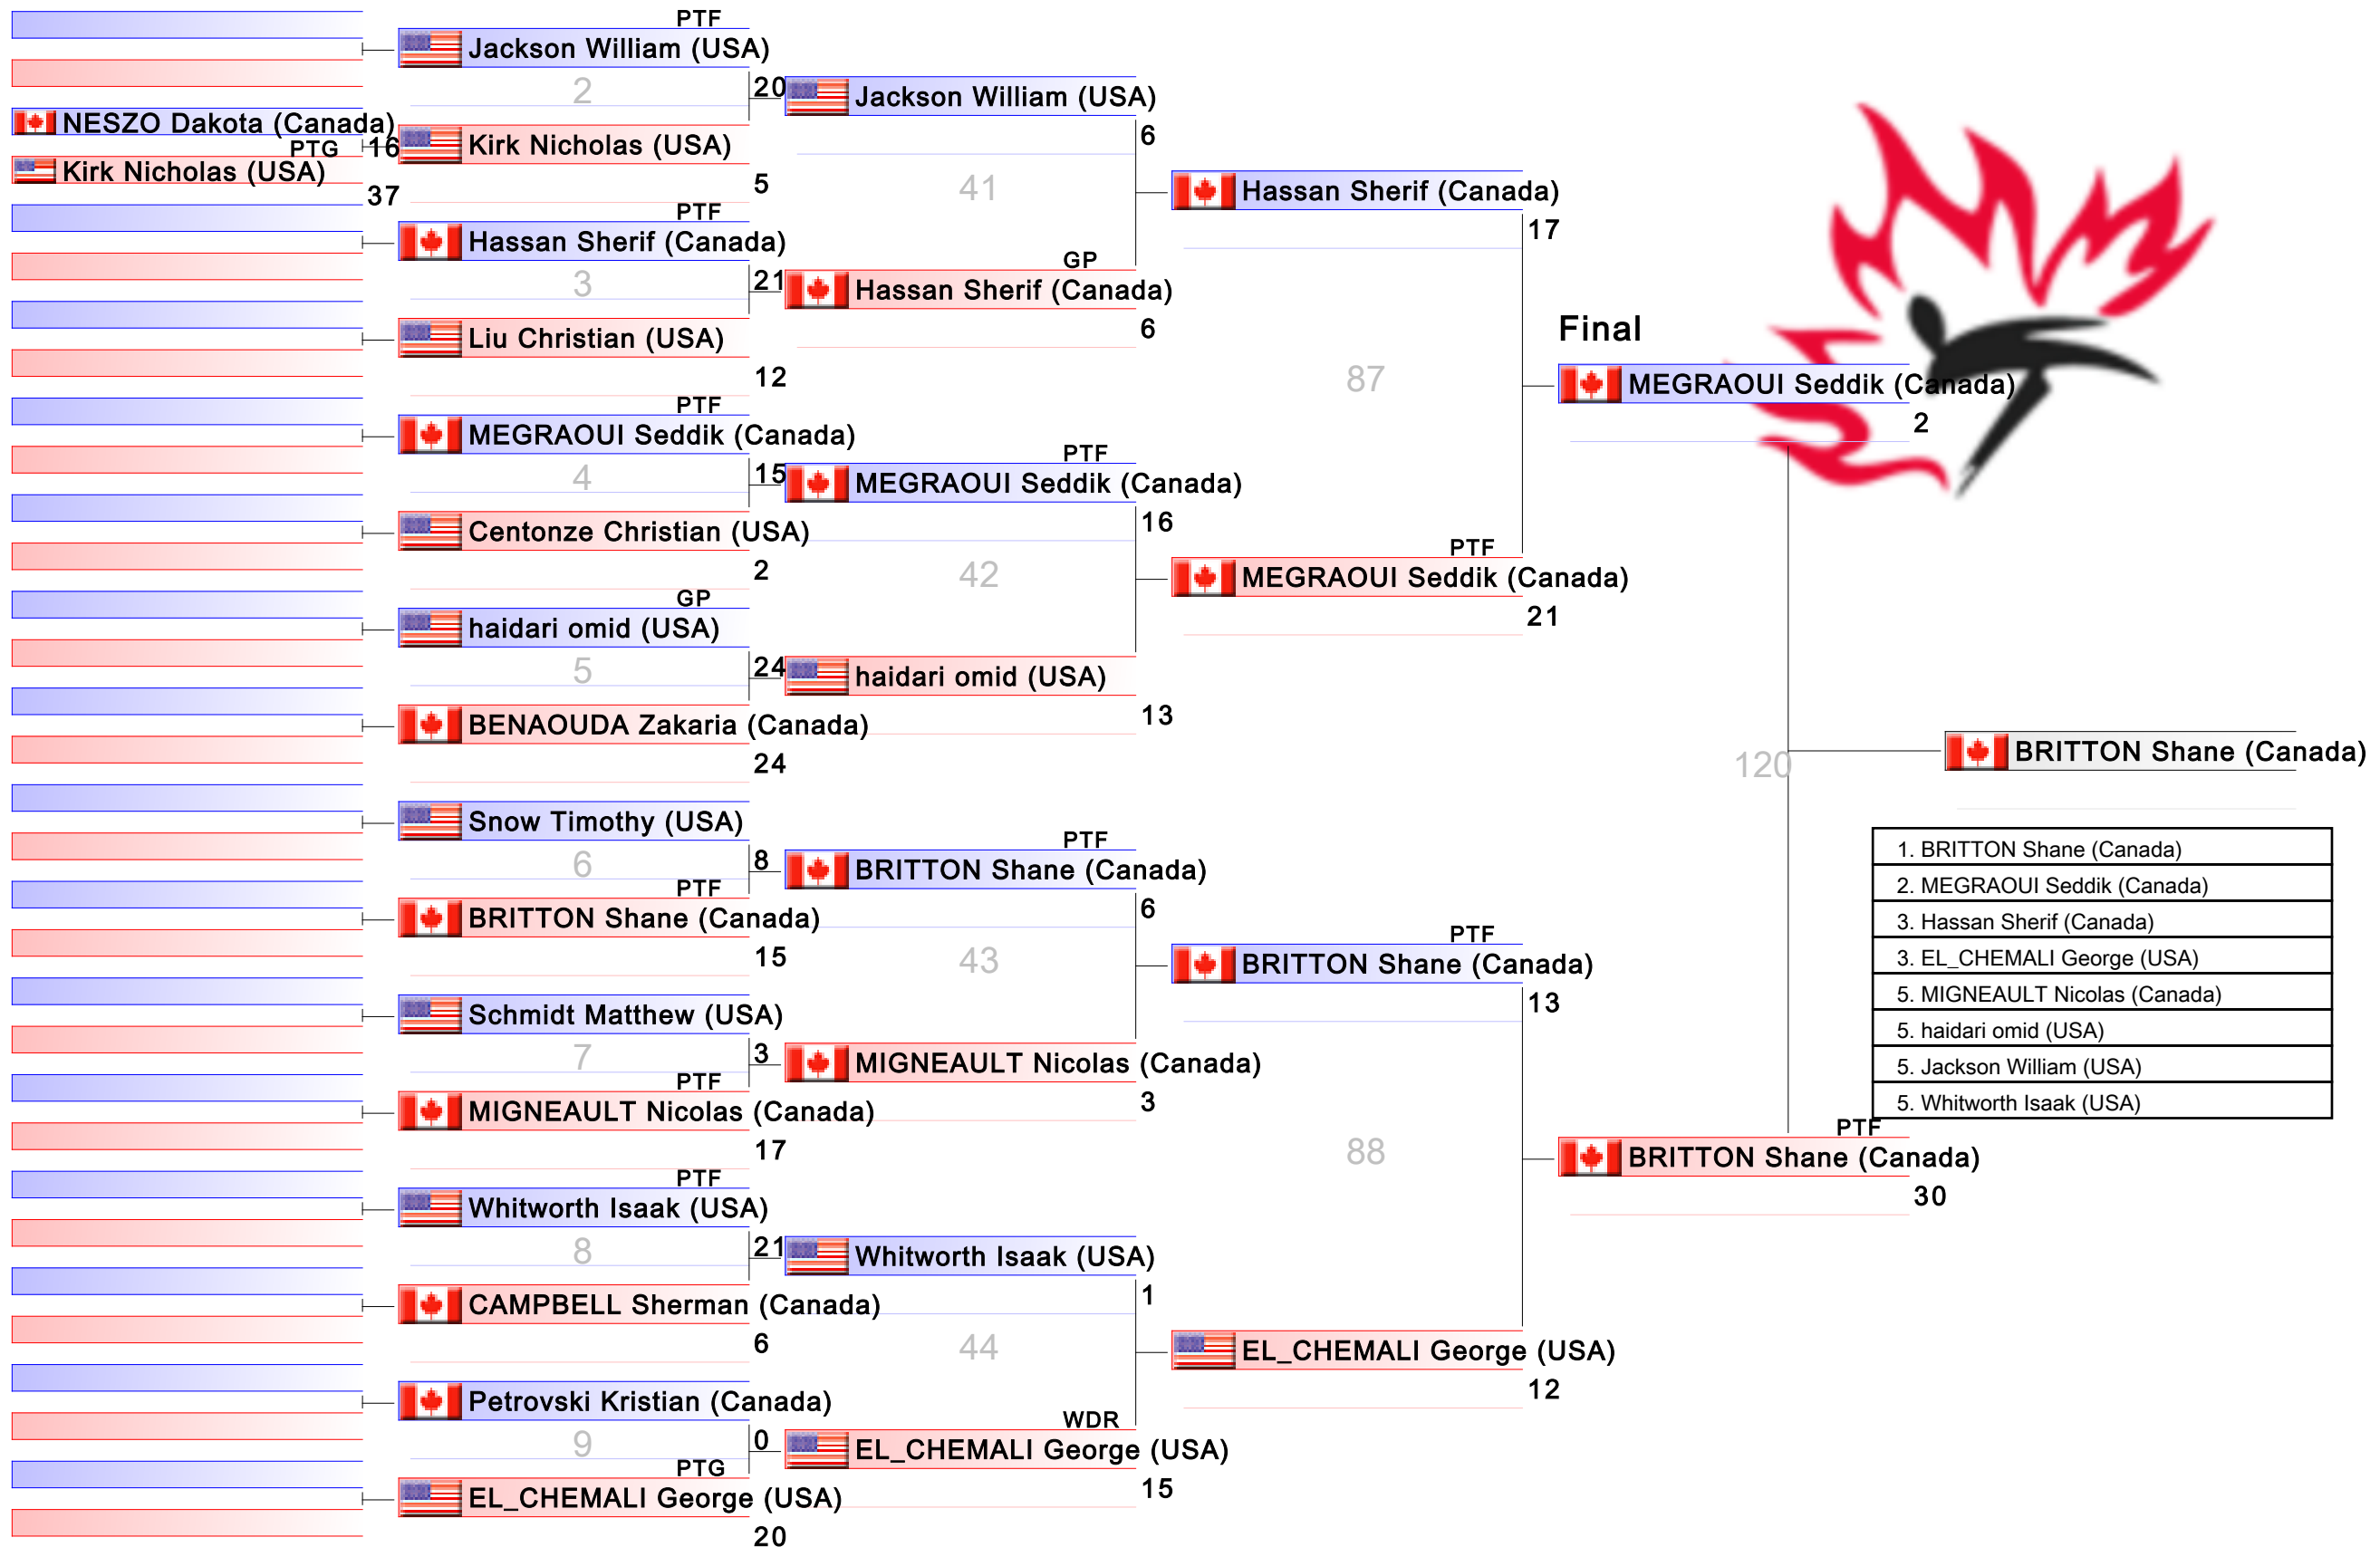 PTF
Jackson William (USA)
2
20
Jackson William (USA)
6
NESZO Dakota (Canada)
16
PTG
Kirk Nicholas (USA)
37
Kirk Nicholas (USA)
5
41
Hassan Sherif (Canada)
17
PTF
Hassan Sherif (Canada)
3
21
GP
Hassan Sherif (Canada)
6
Liu Christian (USA)
12
87
Final
MEGRAOUI Seddik (Canada)
2
PTF
MEGRAOUI Seddik (Canada)
4
15
PTF
MEGRAOUI Seddik (Canada)
16
Centonze Christian (USA)
2
42
PTF
MEGRAOUI Seddik (Canada)
21
GP
haidari omid (USA)
5
24
haidari omid (USA)
13
BENAOUDA Zakaria (Canada)
24
120
BRITTON Shane (Canada)
Snow Timothy (USA)
6
8
PTF
BRITTON Shane (Canada)
6
PTF
BRITTON Shane (Canada)
15
43
PTF
BRITTON Shane (Canada)
13
1. BRITTON Shane (Canada)
2. MEGRAOUI Seddik (Canada)
3. Hassan Sherif (Canada)
3. EL_CHEMALI George (USA)
5. MIGNEAULT Nicolas (Canada)
5. haidari omid (USA)
5. Jackson William (USA)
5. Whitworth Isaak (USA)
Schmidt Matthew (USA)
7
3
MIGNEAULT Nicolas (Canada)
3
PTF
MIGNEAULT Nicolas (Canada)
17
88
PTF
BRITTON Shane (Canada)
30
PTF
Whitworth Isaak (USA)
8
21
Whitworth Isaak (USA)
1
CAMPBELL Sherman (Canada)
6
44
EL_CHEMALI George (USA)
12
Petrovski Kristian (Canada)
9
0
WDR
EL_CHEMALI George (USA)
15
PTG
EL_CHEMALI George (USA)
20